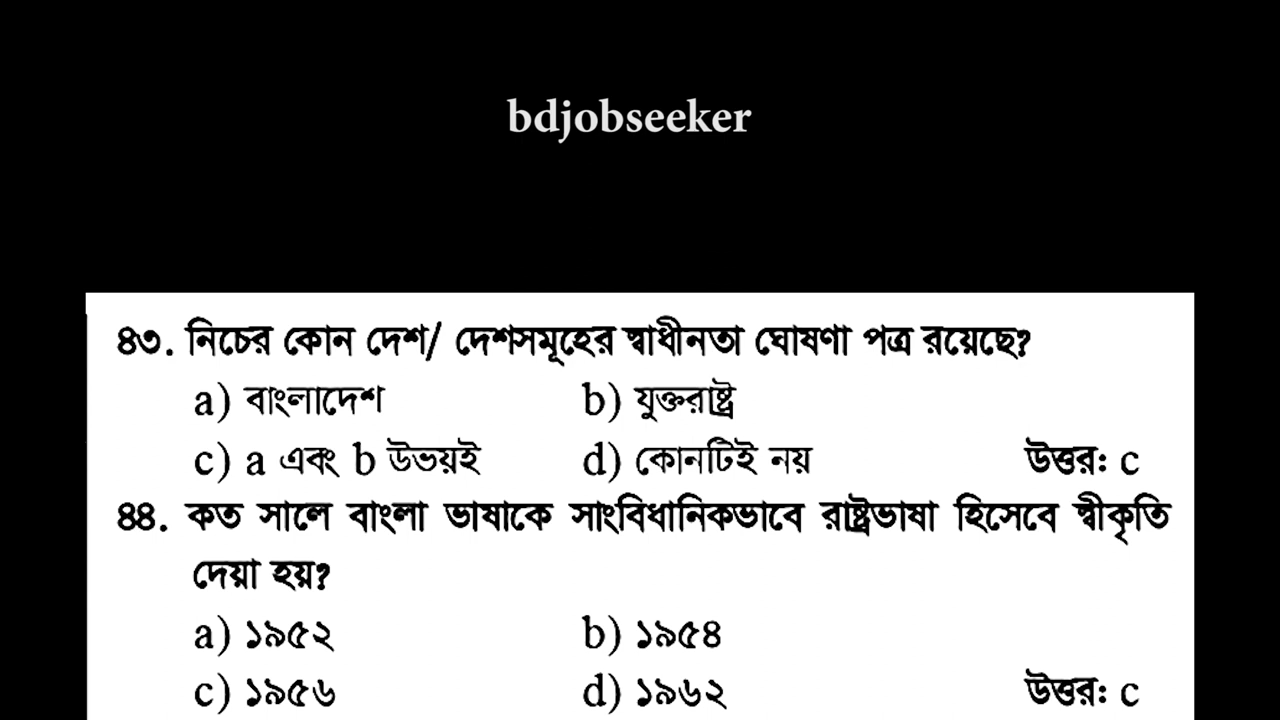 bdjobseeker
৪৩. নিচের কোন দেশ/ দেশসমূহের স্বাধীনতা ঘোষণা পত্র রয়েছে?
a) বাংলাদেশ b) যুক্তরাষ্ট্র
c) a এবং b উভয়ই d) কোনটিই নয় উত্তর: c
৪৪. কত সালে বাংলা ভাষাকে সাংবিধানিকভাবে রাষ্ট্রভাষা হিসেবে স্বীকৃতি
দেয়া হয়?
a) ১৯৫২ b) ১৯৫৪
c) ১৯৫৬ d) ১৯৬২ উত্তর: c